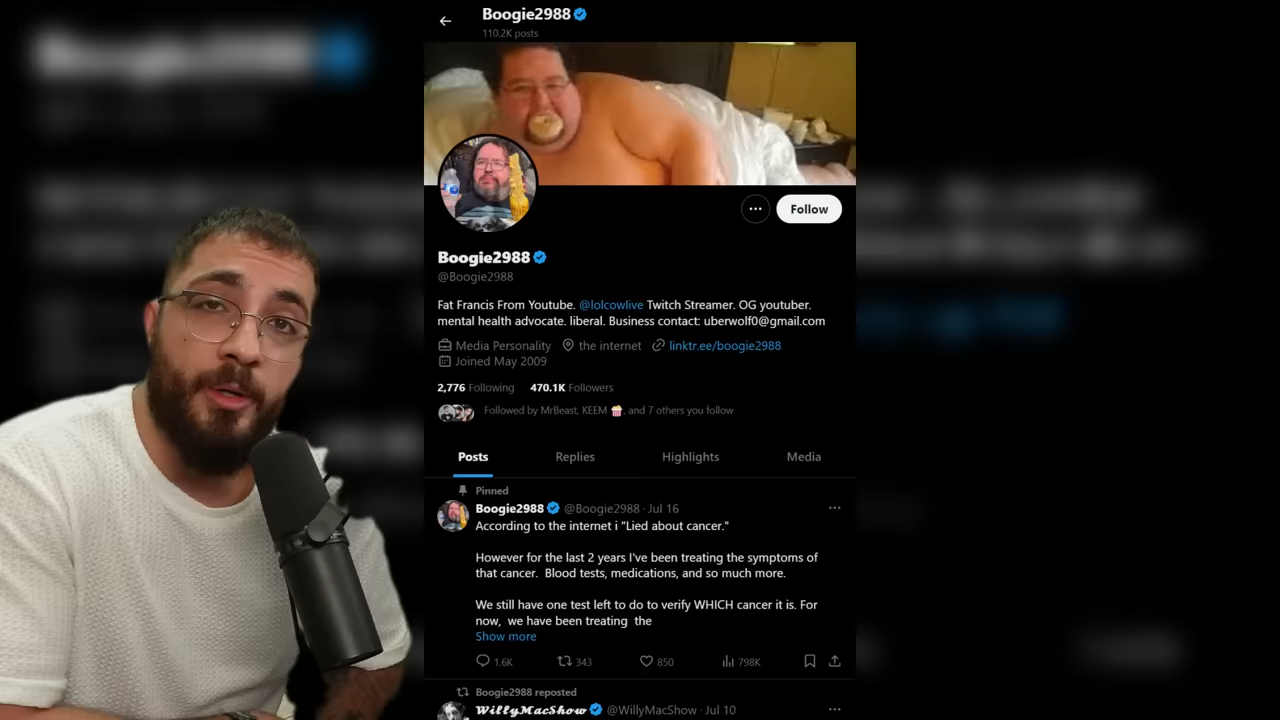 Boogie2988
110.2K posts
Follow
Boogie2988
@Boogie2988
Fat Francis From Youtube. @lolcowlive Twitch Streamer. OG youtuber.
mental health advocate. liberal. Business contact: uberwolf0@gmail.com
Media Personality the internet linktr.ee/boogie2988
Joined May 2009
2,776 Following 470.1K Followers
Followed by MrBeast, KEEM 🍿, and 7 others you follow
Posts Replies Highlights Media
Pinned
Boogie2988 @Boogie2988 · Jul 16
According to the internet i "Lied about cancer."
However for the last 2 years I've been treating the symptoms of
that cancer. Blood tests, medications, and so much more.
We still have one test left to do to verify WHICH cancer it is. For
now, we have been treating the
Show more
1.6K 343 850 798K
Boogie2988 reposted
𝓦𝓲𝓵𝓵𝔂𝓜𝓪𝓬𝓢𝓱𝓸𝔀 @WillyMacShow · Jul 10